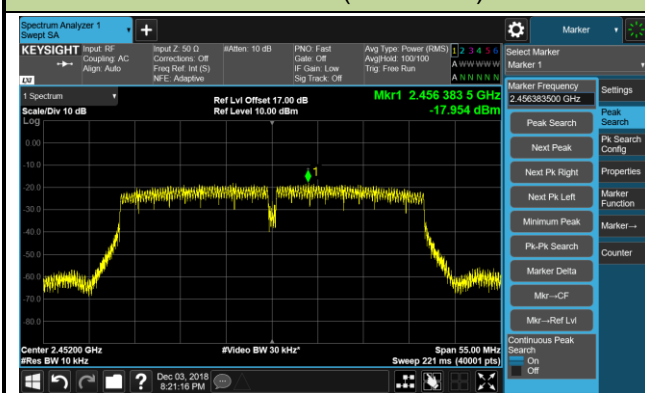 Spectrum Analyzer 1
Swept SA
Marker
KEYSIGHT Input: RF
Coupling: AC
Align: Auto
Input Z: 50 Ω
Corrections: Off
Freq Ref: Int (S)
NFE: Adaptive
#Atten: 10 dB
PNO: Fast
Gate: Off
IF Gain: Low
Sig Track: Off
Avg Type: Power (RMS)
Avg|Hold: 100/100
Trig: Free Run
1 2 3 4 5 6
A W W W W W
A N N N N N
LXI
1 Spectrum
Scale/Div 10 dB
Log
Ref Lvl Offset 17.00 dB
Ref Level 10.00 dBm
Mkr1 2.456 383 5 GHz
-17.954 dBm
1
0.00
-10.0
-20.0
-30.0
-40.0
-50.0
-60.0
-70.0
-80.0
Center 2.45200 GHz
#Res BW 10 kHz
#Video BW 30 kHz*
Span 55.00 MHz
Sweep 221 ms (40001 pts)
Dec 03, 2018
8:21:16 PM
Select Marker
Marker 1
Marker Frequency
2.456383500 GHz
Peak Search
Next Peak
Next Pk Right
Next Pk Left
Minimum Peak
Pk-Pk Search
Marker Delta
Mkr→CF
Mkr→Ref Lvl
Continuous Peak
Search
On
Off
Settings
Peak
Search
Pk Search
Config
Properties
Marker
Function
Marker→
Counter